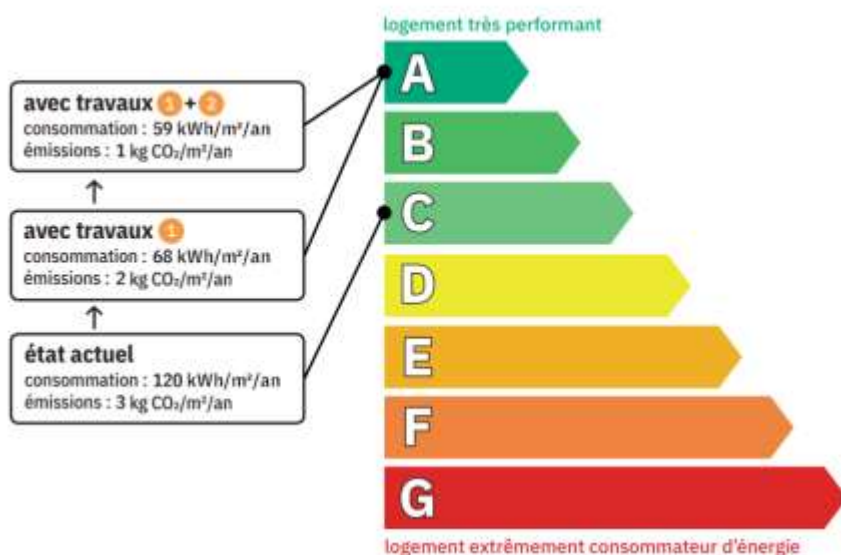 logement très performant
A
B
C
D
E
F
G
logement extrêmement consommateur d'énergie
avec travaux 1 + 2
consommation : 59 kWh/m²/an
émissions : 1 kg CO₂/m²/an
↑
avec travaux 1
consommation : 68 kWh/m²/an
émissions : 2 kg CO₂/m²/an
↑
état actuel
consommation : 120 kWh/m²/an
émissions : 3 kg CO₂/m²/an